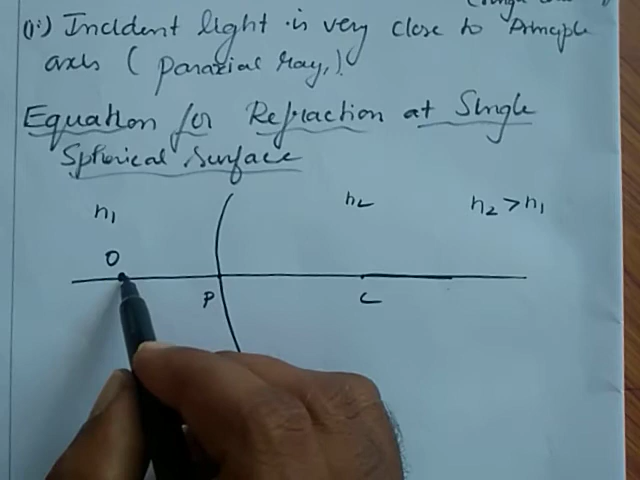 (ii) Incident light is very close to Principle
axis ( paraxial ray,).
Equation for Refraction at Single
Spherical Surface
n1 n2 n2 > n1
O
P C